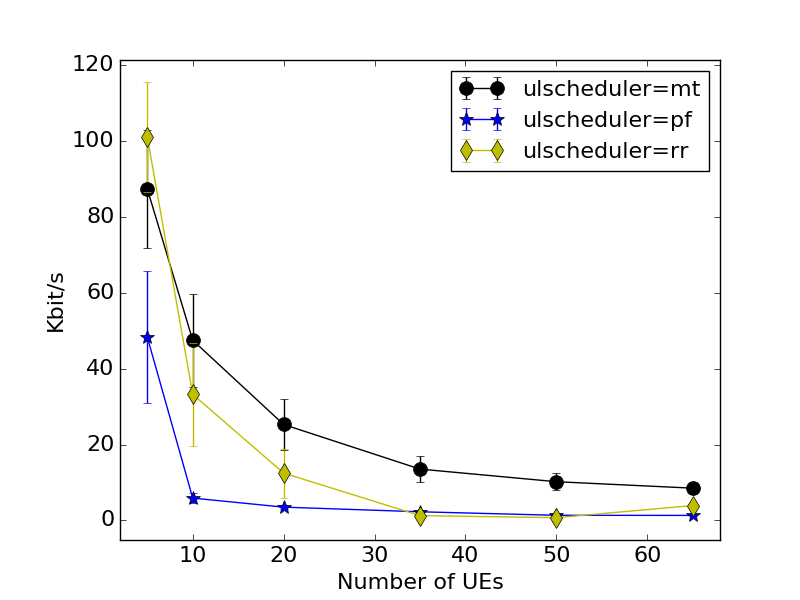 120
100
80
60
40
20
0
Kbit/s
ulscheduler=mt
ulscheduler=pf
ulscheduler=rr
10 20 30 40 50 60
Number of UEs